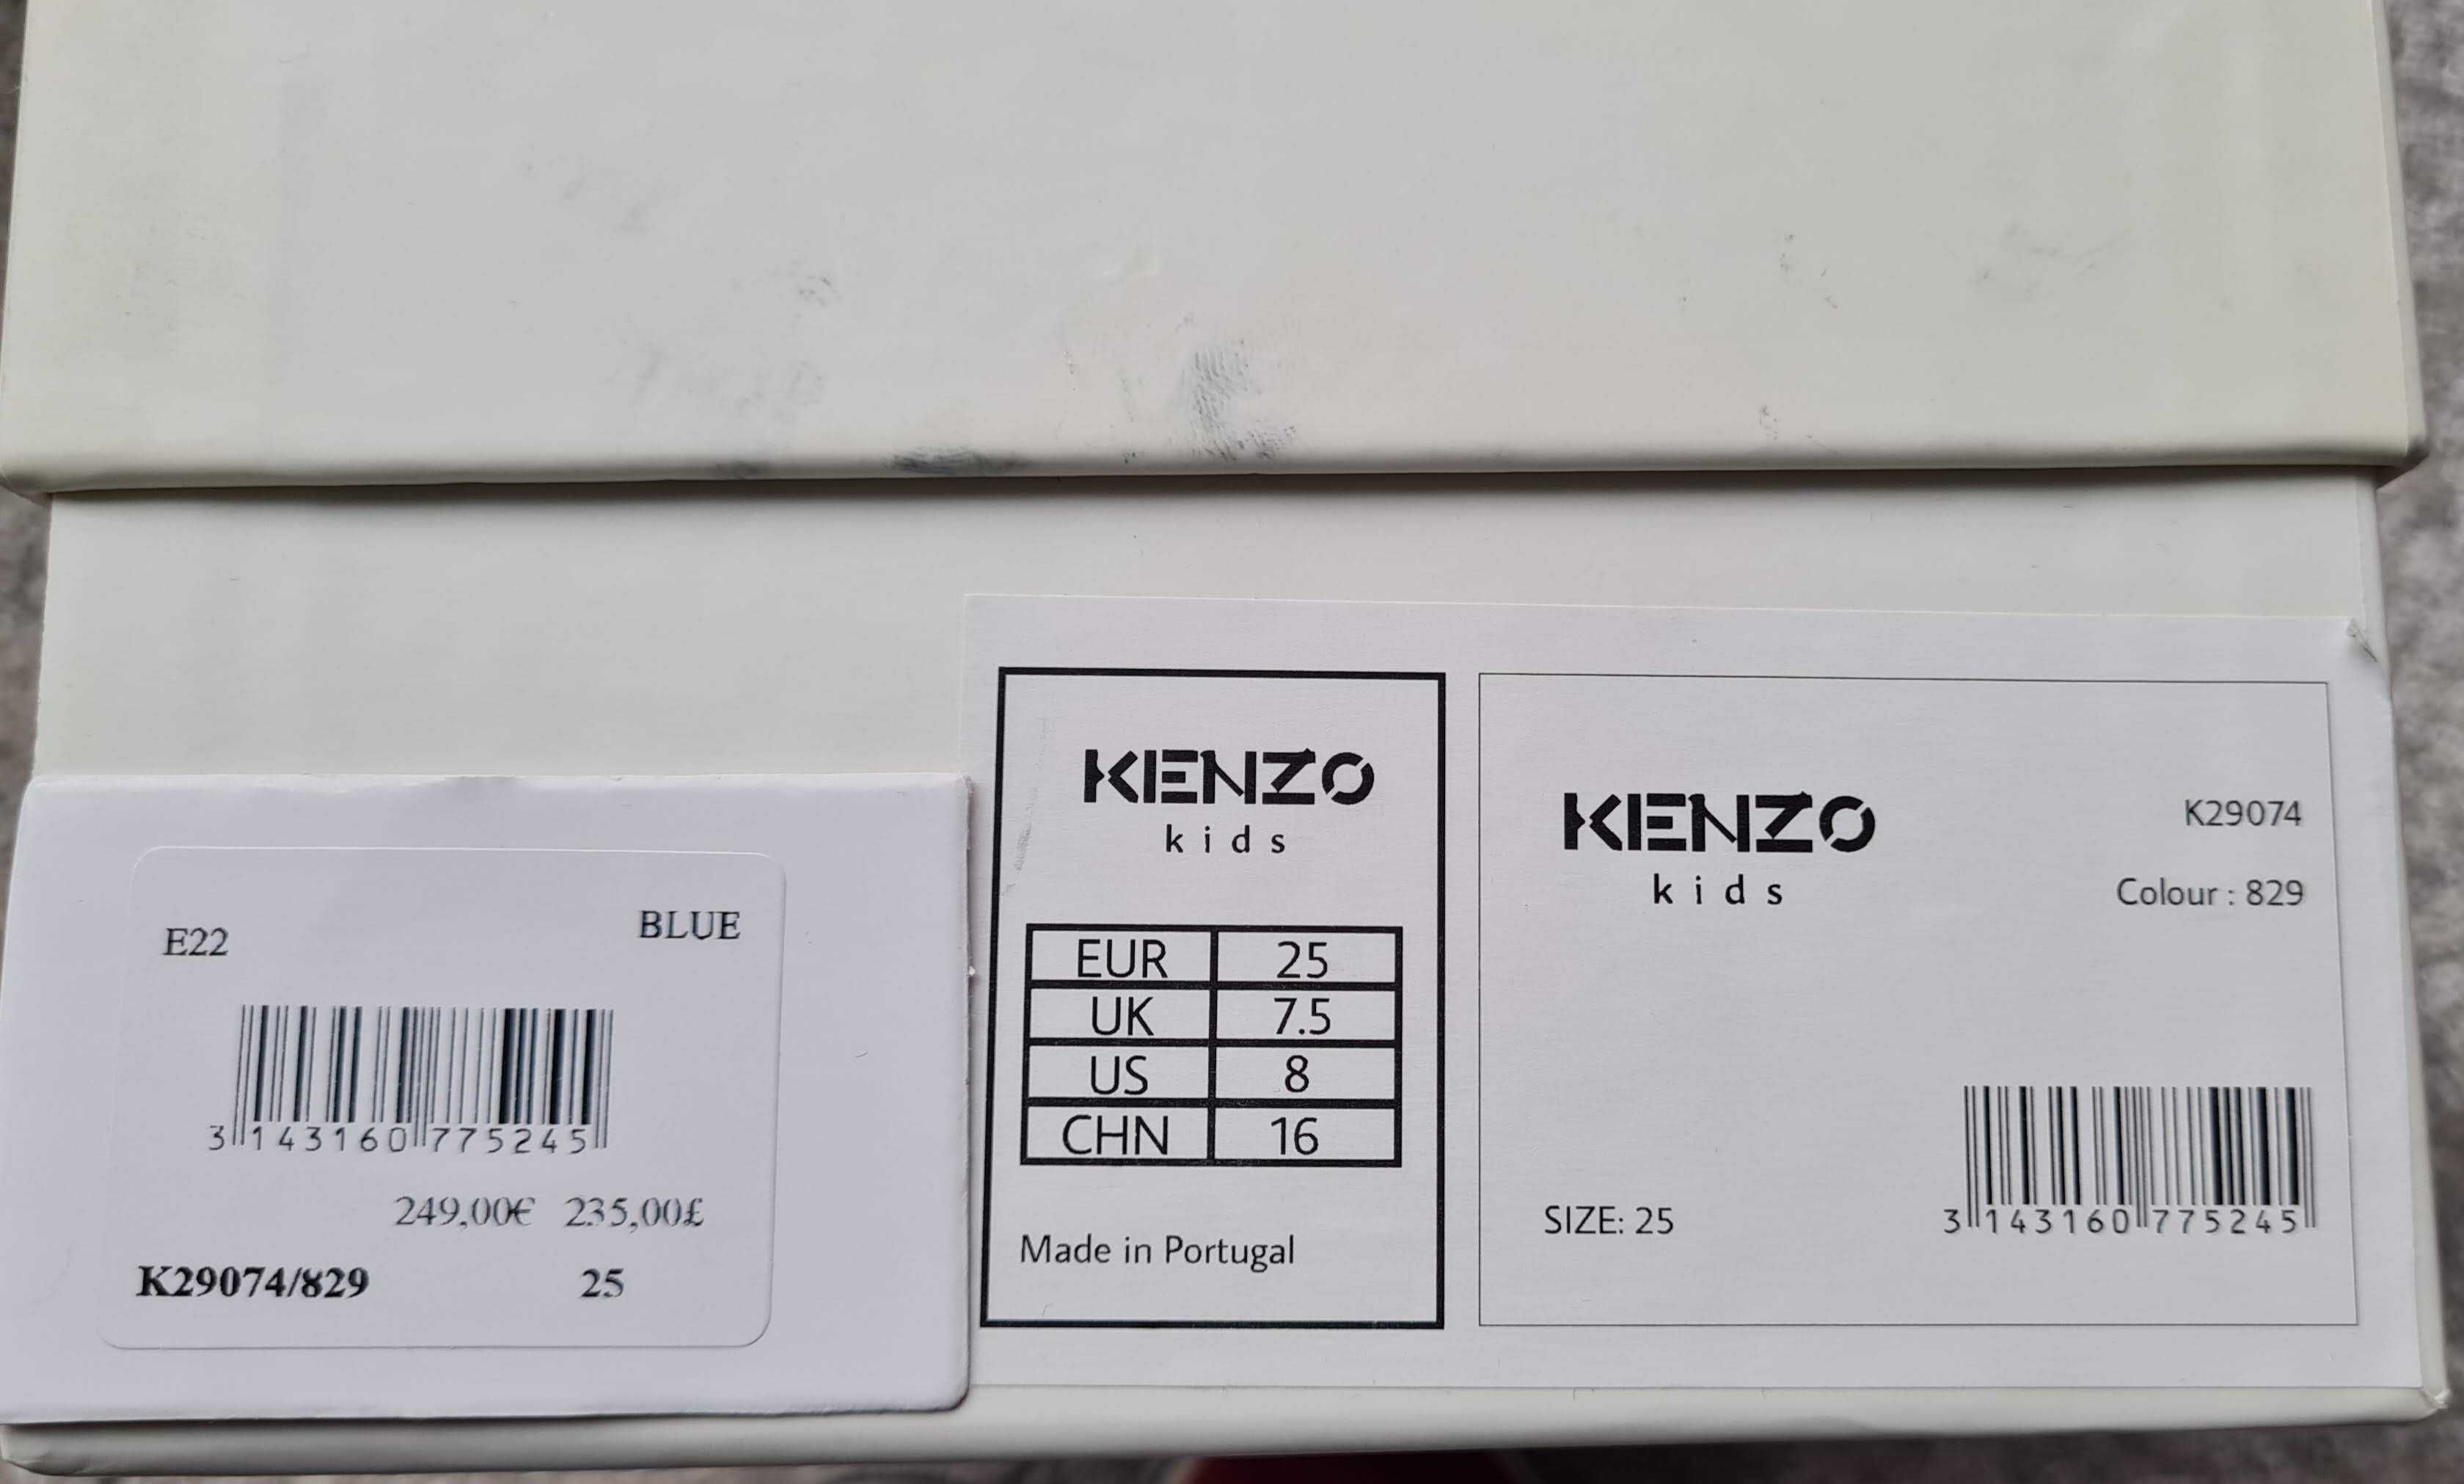 E22
BLUE
3 143160 775245
249,00€ 235,00£
K29074/829 25
KENZO
kids
EUR 25
UK 7.5
US 8
CHN 16
Made in Portugal
KENZO
kids
K29074
Colour : 829
SIZE: 25
3 143160 775245